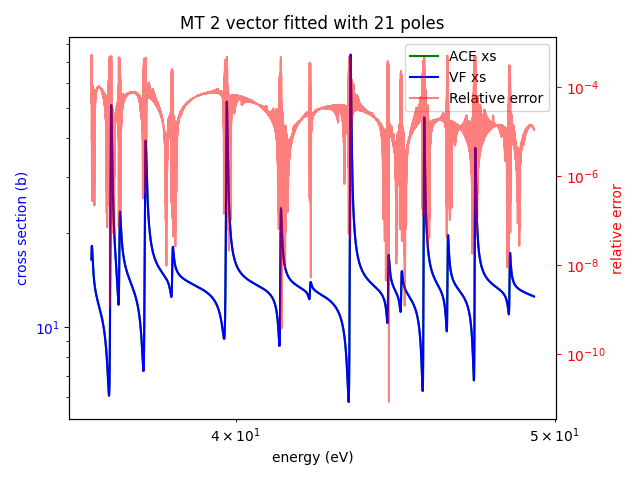 MT 2 vector fitted with 21 poles
ACE xs
VF xs
Relative error
cross section (b)
10¹
10⁻⁴
10⁻⁶
10⁻⁸
10⁻¹⁰
relative error
4 × 10¹
5 × 10¹
energy (eV)